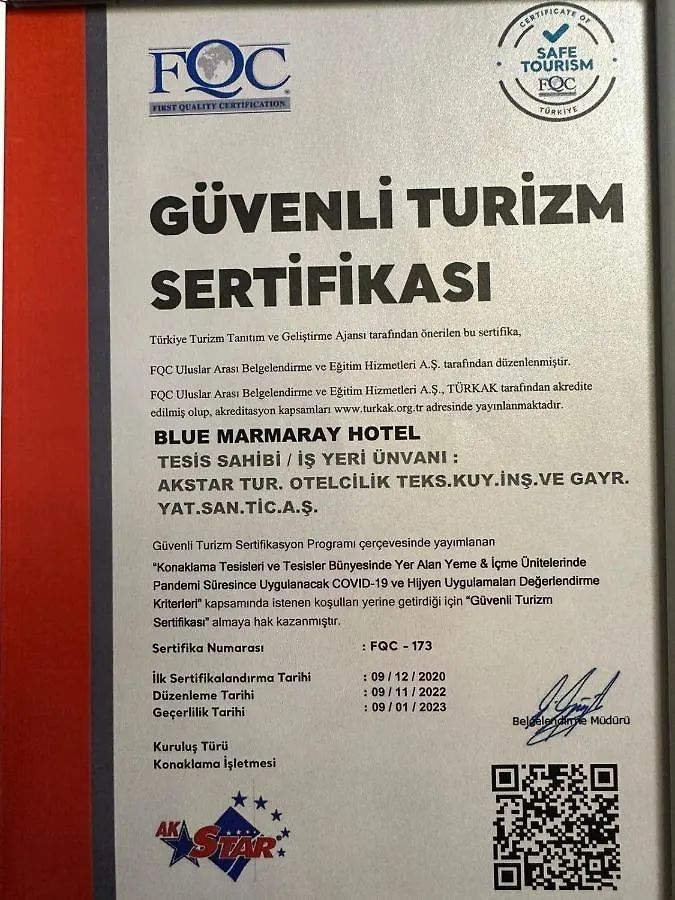 FQC
FIRST QUALITY CERTIFICATION
CERTIFICATE OF
SAFE
TOURISM
FQC
TÜRKİYE
GÜVENLİ TURİZM
SERTİFİKASI
Türkiye Turizm Tanıtım ve Geliştirme Ajansı tarafından önerilen bu sertifika,
FQC Uluslar Arası Belgelendirme ve Eğitim Hizmetleri A.Ş. tarafından düzenlenmiştir.
FQC Uluslar Arası Belgelendirme ve Eğitim Hizmetleri A.Ş., TÜRKAK tarafından akredite
edilmiş olup, akreditasyon kapsamları www.turkak.org.tr adresinde yayınlanmaktadır.
BLUE MARMARAY HOTEL
TESİS SAHİBİ / İŞ YERİ ÜNVANI :
AKSTAR TUR. OTELCİLİK TEKS.KUY.İNŞ.VE GAYR.
YAT.SAN.TİC.A.Ş.
Güvenli Turizm Sertifikasyon Programı çerçevesinde yayımlanan
"Konaklama Tesisleri ve Tesisler Bünyesinde Yer Alan Yeme & İçme Ünitelerinde
Pandemi Süresince Uygulanacak COVID-19 ve Hijyen Uygulamaları Değerlendirme
Kriterleri" kapsamında istenen koşulları yerine getirdiği için "Güvenli Turizm
Sertifikası" almaya hak kazanmıştır.
Sertifika Numarası : FQC - 173
İlk Sertifikalandırma Tarihi : 09 / 12 / 2020
Düzenleme Tarihi : 09 / 11 / 2022
Geçerlilik Tarihi : 09 / 01 / 2023
Belgelendirme Müdürü
Kuruluş Türü
Konaklama İşletmesi
AK
STAR